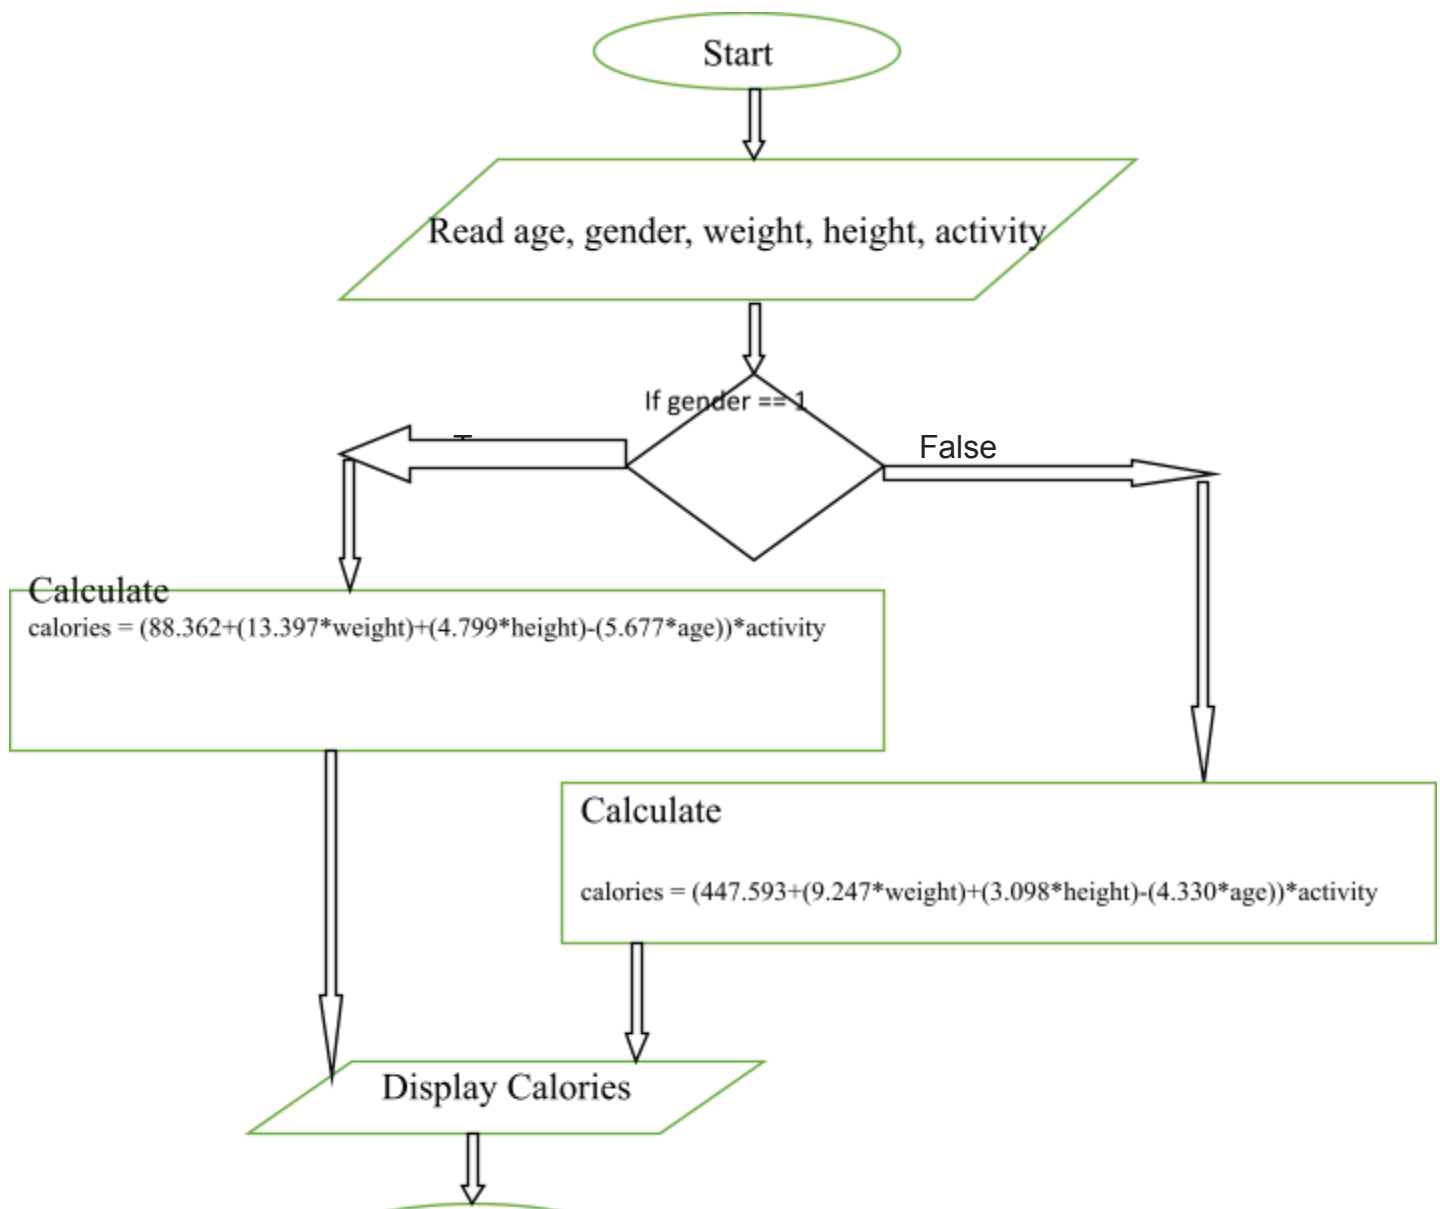 Start
Read age, gender, weight, height, activity
If gender == 1
False
Calculate
calories = (88.362+(13.397*weight)+(4.799*height)-(5.677*age))*activity
Calculate
calories = (447.593+(9.247*weight)+(3.098*height)-(4.330*age))*activity
Display Calories